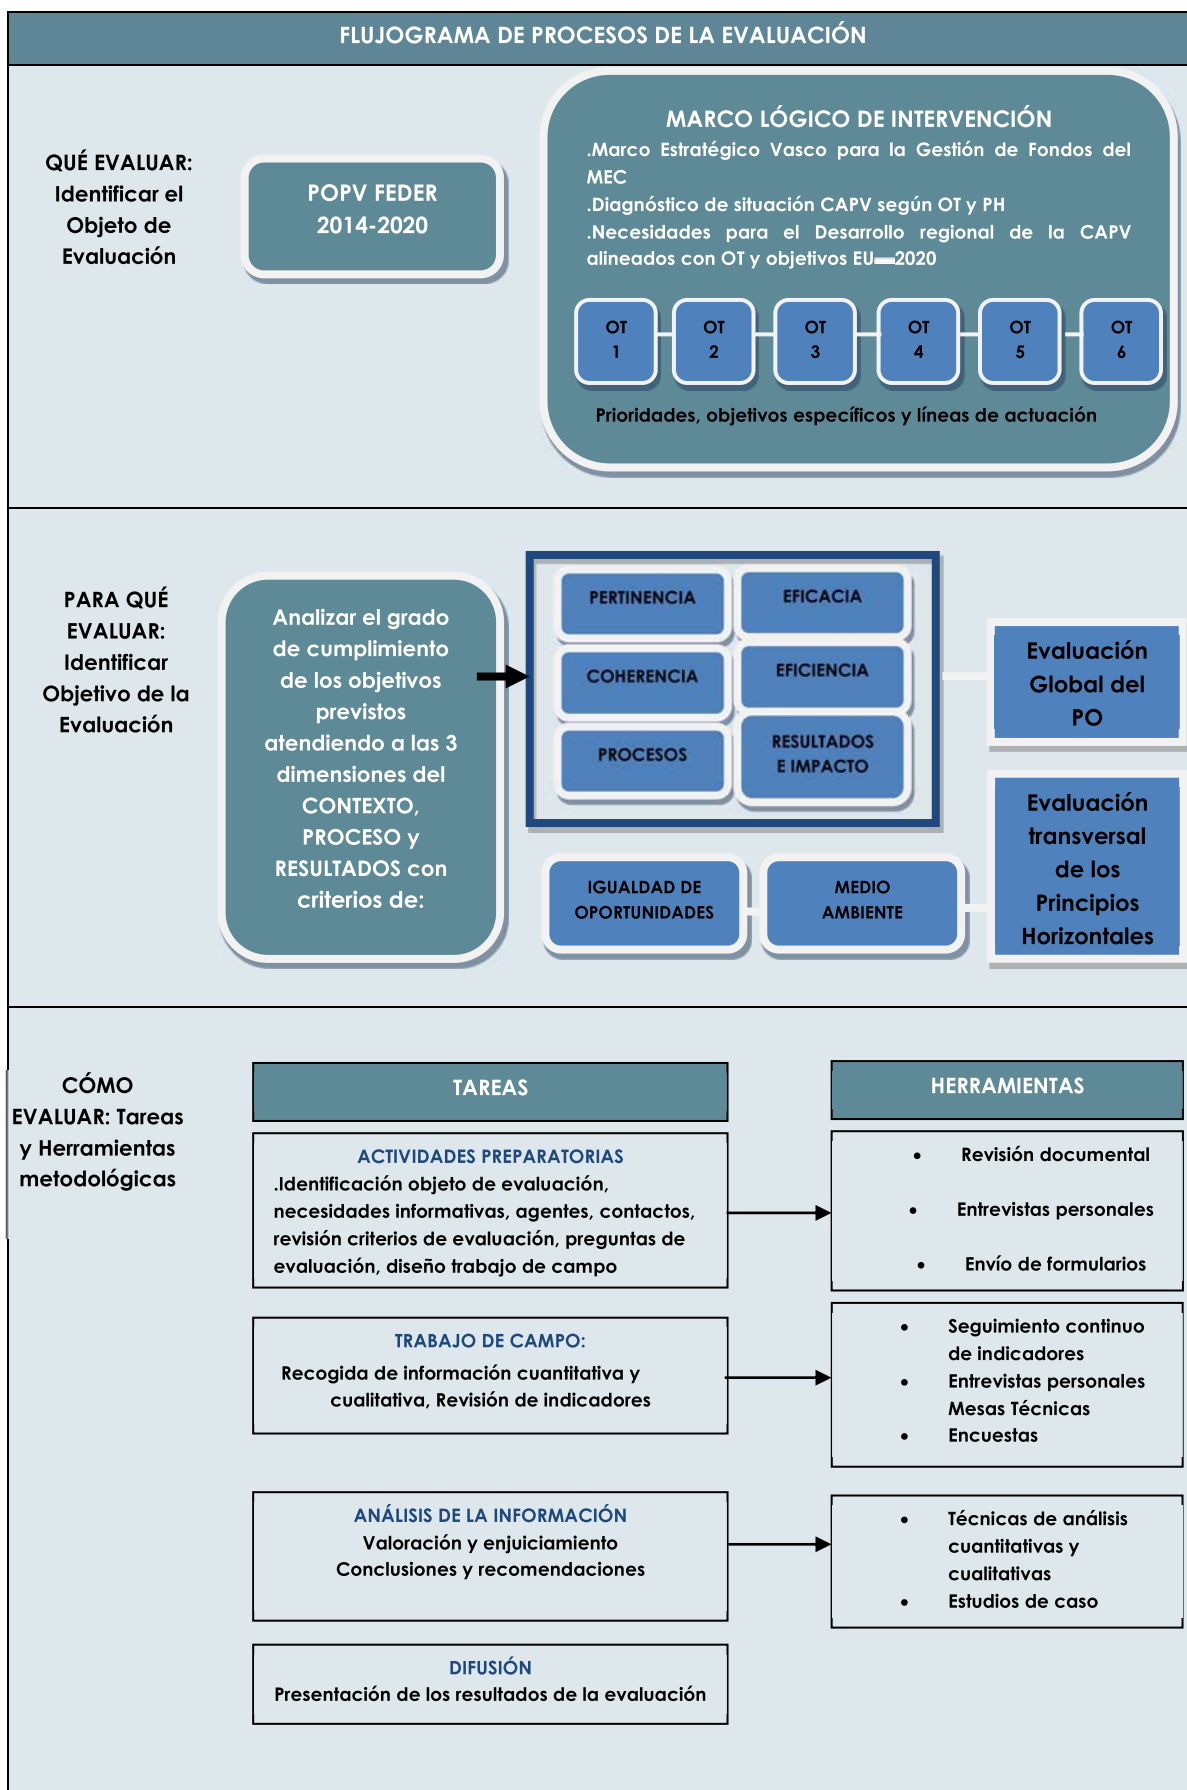 FLUJOGRAMA DE PROCESOS DE LA EVALUACIÓN
QUÉ EVALUAR:
Identificar el
Objeto de
Evaluación
POPV FEDER
2014-2020
MARCO LÓGICO DE INTERVENCIÓN
.Marco Estratégico Vasco para la Gestión de Fondos del
MEC
.Diagnóstico de situación CAPV según OT y PH
.Necesidades para el Desarrollo regional de la CAPV
alineados con OT y objetivos EU—2020
OT
1
OT
2
OT
3
OT
4
OT
5
OT
6
Prioridades, objetivos específicos y líneas de actuación
PARA QUÉ
EVALUAR:
Identificar
Objetivo de la
Evaluación
Analizar el grado
de cumplimiento
de los objetivos
previstos
atendiendo a las 3
dimensiones del
CONTEXTO,
PROCESO y
RESULTADOS con
criterios de:
PERTINENCIA
EFICACIA
COHERENCIA
EFICIENCIA
PROCESOS
RESULTADOS
E IMPACTO
Evaluación
Global del
PO
IGUALDAD DE
OPORTUNIDADES
MEDIO
AMBIENTE
Evaluación
transversal
de los
Principios
Horizontales
CÓMO
EVALUAR: Tareas
y Herramientas
metodológicas
TAREAS
HERRAMIENTAS
ACTIVIDADES PREPARATORIAS
.Identificación objeto de evaluación,
necesidades informativas, agentes, contactos,
revisión criterios de evaluación, preguntas de
evaluación, diseño trabajo de campo
• Revisión documental
• Entrevistas personales
• Envío de formularios
TRABAJO DE CAMPO:
Recogida de información cuantitativa y
cualitativa, Revisión de indicadores
• Seguimiento continuo
de indicadores
• Entrevistas personales
Mesas Técnicas
• Encuestas
ANÁLISIS DE LA INFORMACIÓN
Valoración y enjuiciamiento
Conclusiones y recomendaciones
• Técnicas de análisis
cuantitativas y
cualitativas
• Estudios de caso
DIFUSIÓN
Presentación de los resultados de la evaluación